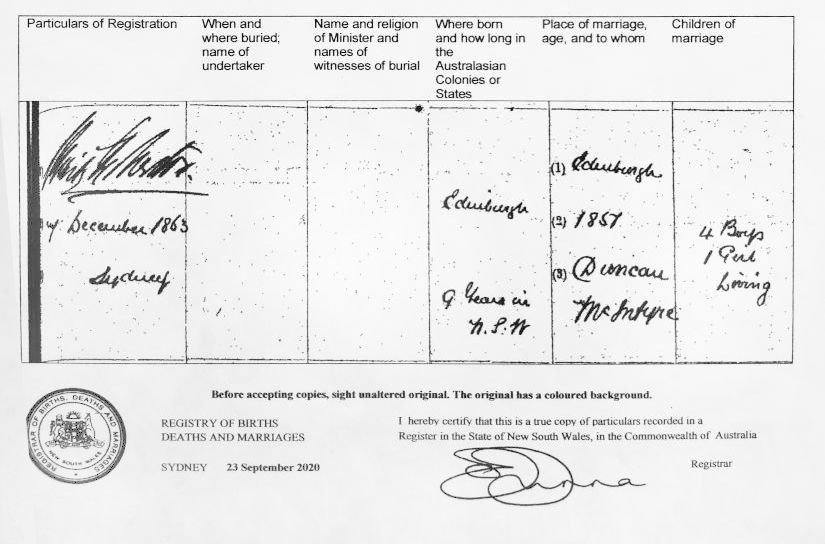 Particulars of Registration
When and
where buried;
name of
undertaker
Name and religion
of Minister and
names of
witnesses of burial
Where born
and how long in
the
Australasian
Colonies or
States
Place of marriage,
age, and to whom
Children of
marriage
December 1863
Sydney
Edinburgh
9 Years in
N.S.W
(1) Edinburgh
(2) 1851
(3) Duncan
McIntyre
4 Boys
1 Girl
Living
Before accepting copies, sight unaltered original. The original has a coloured background.
REGISTRY OF BIRTHS
DEATHS AND MARRIAGES
SYDNEY 23 September 2020
I hereby certify that this is a true copy of particulars recorded in a
Register in the State of New South Wales, in the Commonwealth of Australia
Registrar
REGISTRAR OF BIRTHS, DEATHS AND MARRIAGES
NEW SOUTH WALES